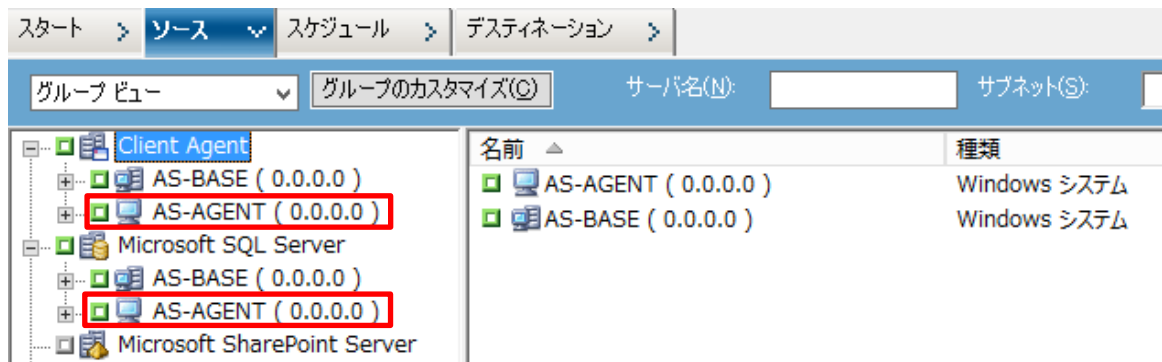 スタート ソース スケジュール デスティネーション
グループ ビュー グループのカスタマイズ(C) サーバ名(N): サブネット(S):
Client Agent
AS-BASE ( 0.0.0.0 )
AS-AGENT ( 0.0.0.0 )
Microsoft SQL Server
AS-BASE ( 0.0.0.0 )
AS-AGENT ( 0.0.0.0 )
Microsoft SharePoint Server
名前 種類
AS-AGENT ( 0.0.0.0 ) Windows システム
AS-BASE ( 0.0.0.0 ) Windows システム